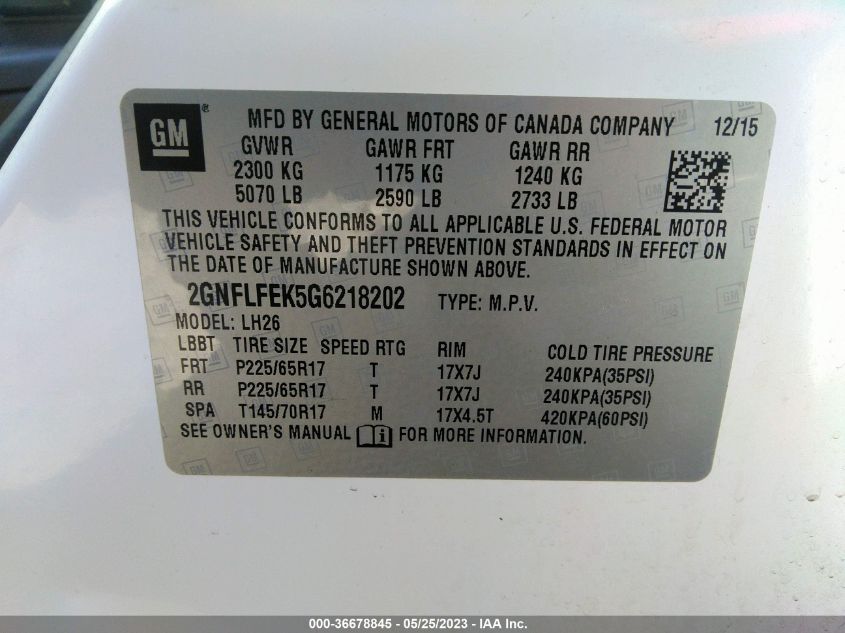 GM ® MFD BY GENERAL MOTORS OF CANADA COMPANY 12/15
GVWR GAWR FRT GAWR RR
2300 KG 1175 KG 1240 KG
5070 LB 2590 LB 2733 LB
THIS VEHICLE CONFORMS TO ALL APPLICABLE U.S. FEDERAL MOTOR
VEHICLE SAFETY AND THEFT PREVENTION STANDARDS IN EFFECT ON
THE DATE OF MANUFACTURE SHOWN ABOVE.
2GNFLFEK5G6218202 TYPE: M.P.V.
MODEL: LH26
LBBT TIRE SIZE SPEED RTG RIM COLD TIRE PRESSURE
FRT P225/65R17 T 17X7J 240KPA(35PSI)
RR P225/65R17 T 17X7J 240KPA(35PSI)
SPA T145/70R17 M 17X4.5T 420KPA(60PSI)
SEE OWNER'S MANUAL i FOR MORE INFORMATION.
000-36678845 - 05/25/2023 - IAA Inc.